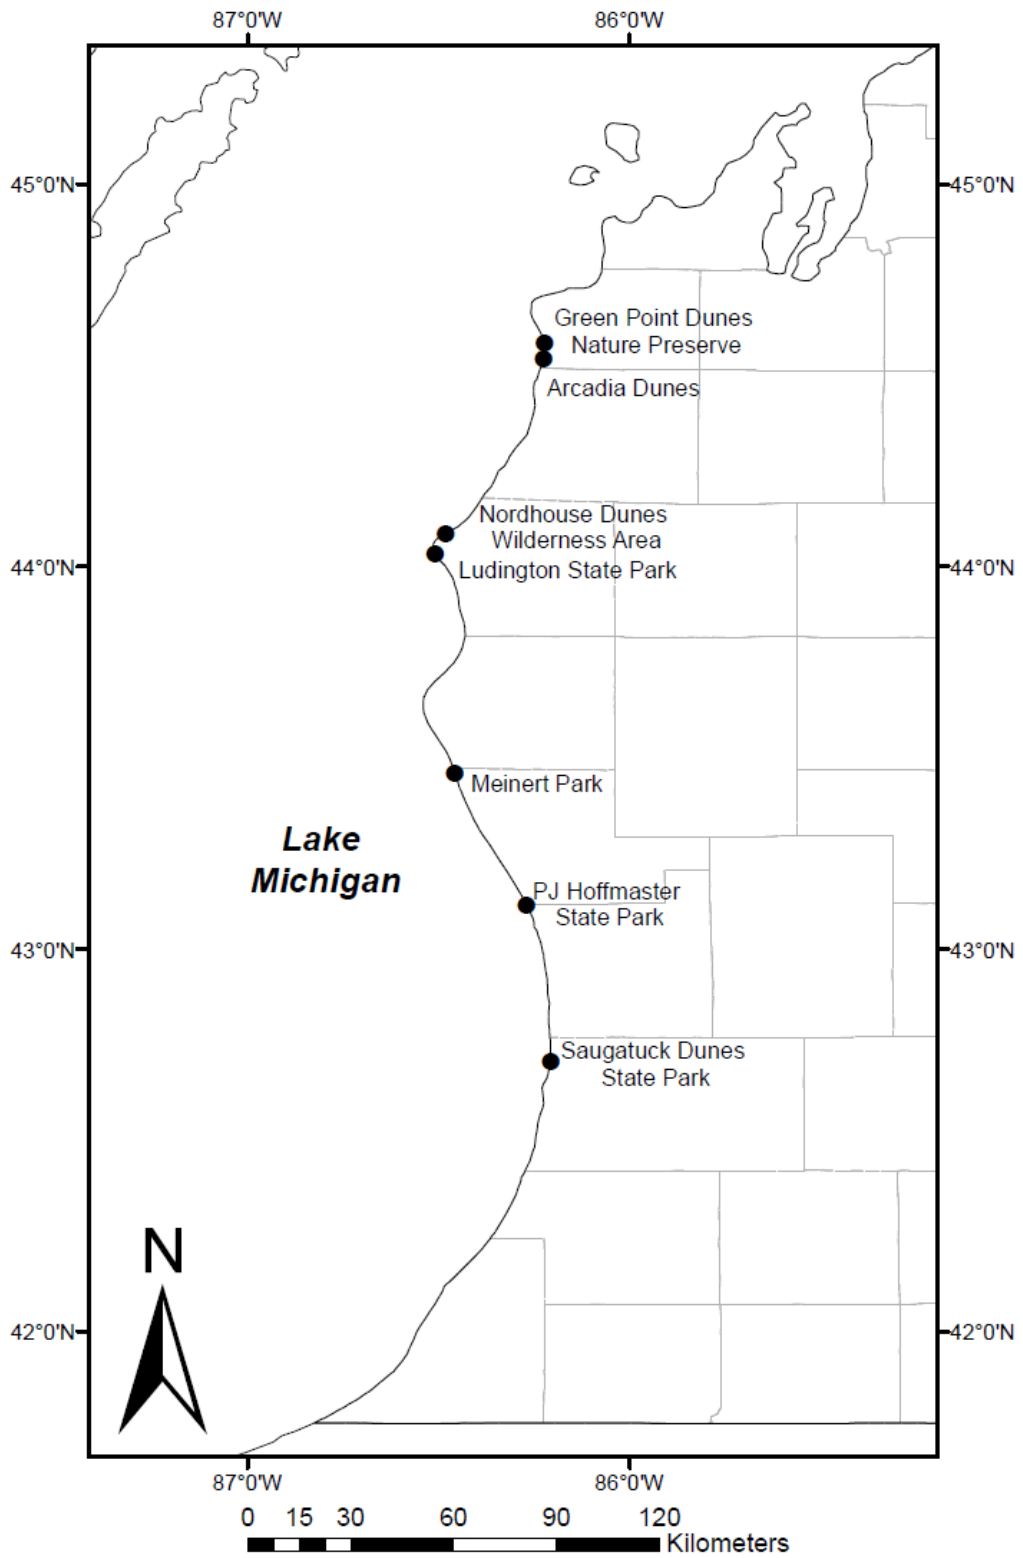 87°0'W 86°0'W
45°0'N 45°0'N
Green Point Dunes
Nature Preserve
Arcadia Dunes
Nordhouse Dunes
Wilderness Area
44°0'N 44°0'N
Ludington State Park
Meinert Park
Lake
Michigan
PJ Hoffmaster
State Park
43°0'N 43°0'N
Saugatuck Dunes
State Park
N
42°0'N 42°0'N
87°0'W 86°0'W
0 15 30 60 90 120
Kilometers